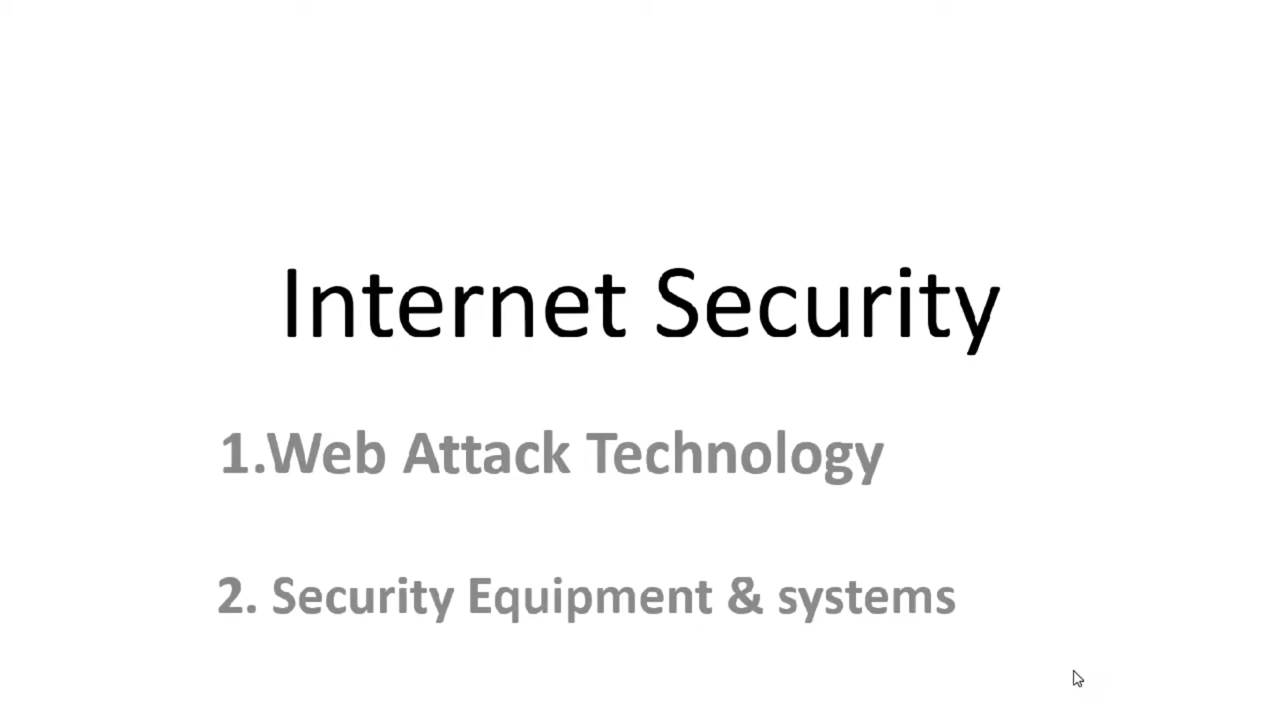 Internet Security
1.Web Attack Technology
2. Security Equipment & systems